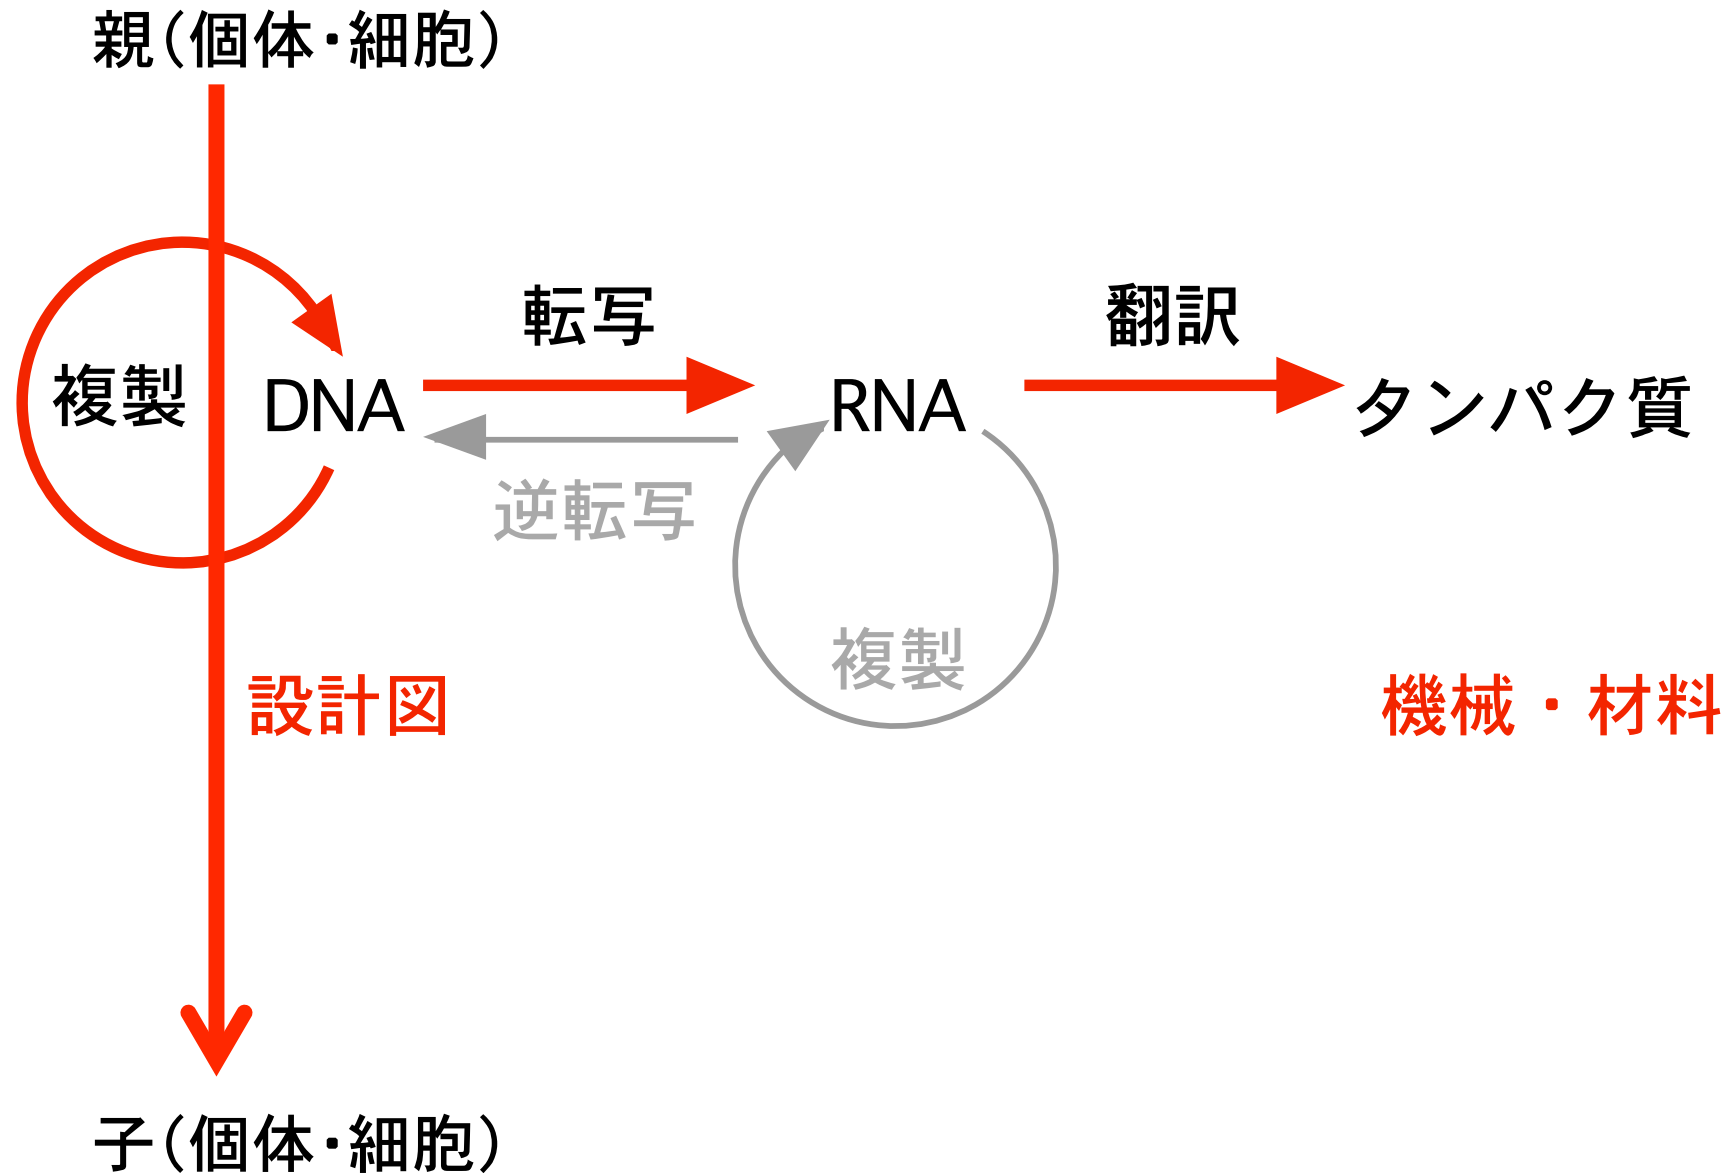 親（個体・細胞）
転写
翻訳
複製
DNA
RNA
タンパク質
逆転写
複製
設計図
機械・材料
子（個体・細胞）